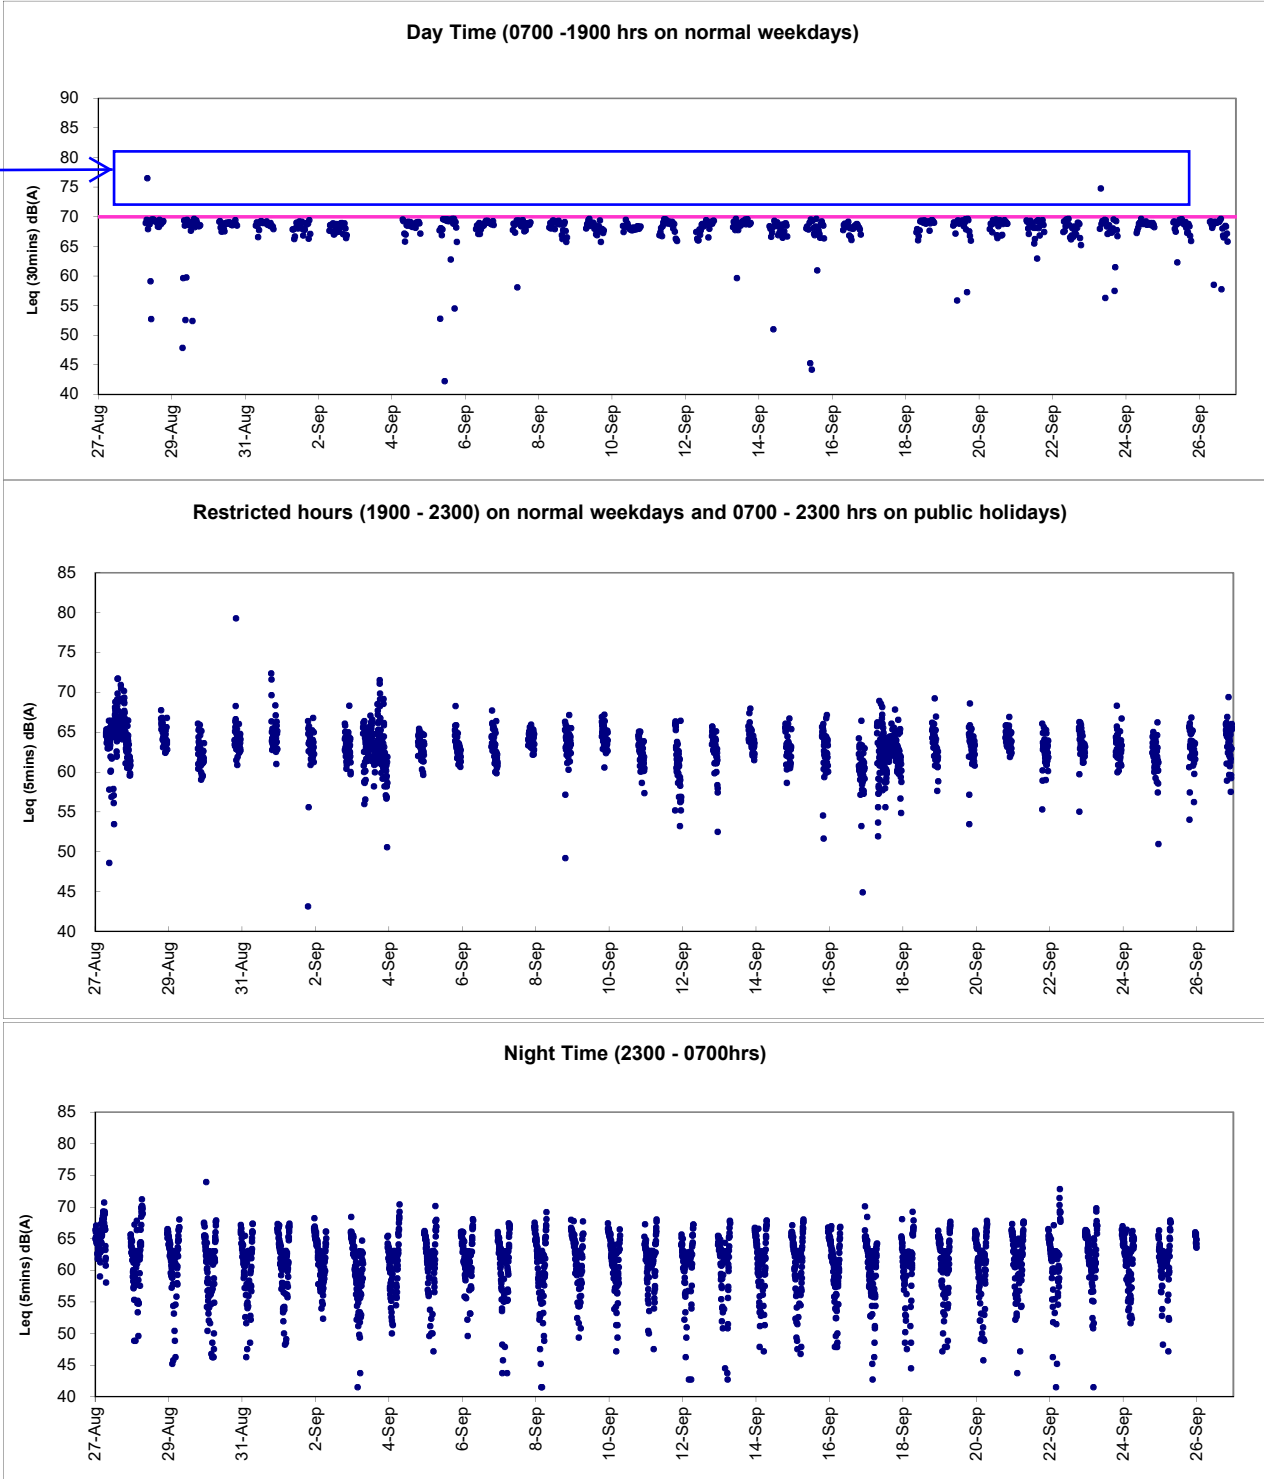 Day Time (0700 -1900 hrs on normal weekdays)
90
85
80
75
70
65
60
55
50
45
40
Leq (30mins) dB(A)
27-Aug
29-Aug
31-Aug
2-Sep
4-Sep
6-Sep
8-Sep
10-Sep
12-Sep
14-Sep
16-Sep
18-Sep
20-Sep
22-Sep
24-Sep
26-Sep
Restricted hours (1900 - 2300) on normal weekdays and 0700 - 2300 hrs on public holidays)
85
80
75
70
65
60
55
50
45
40
Leq (5mins) dB(A)
27-Aug
29-Aug
31-Aug
2-Sep
4-Sep
6-Sep
8-Sep
10-Sep
12-Sep
14-Sep
16-Sep
18-Sep
20-Sep
22-Sep
24-Sep
26-Sep
Night Time (2300 - 0700hrs)
85
80
75
70
65
60
55
50
45
40
Leq (5mins) dB(A)
27-Aug
29-Aug
31-Aug
2-Sep
4-Sep
6-Sep
8-Sep
10-Sep
12-Sep
14-Sep
16-Sep
18-Sep
20-Sep
22-Sep
24-Sep
26-Sep